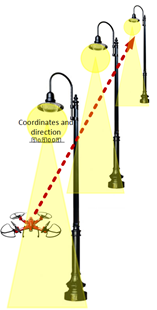 Coordinates and
direction